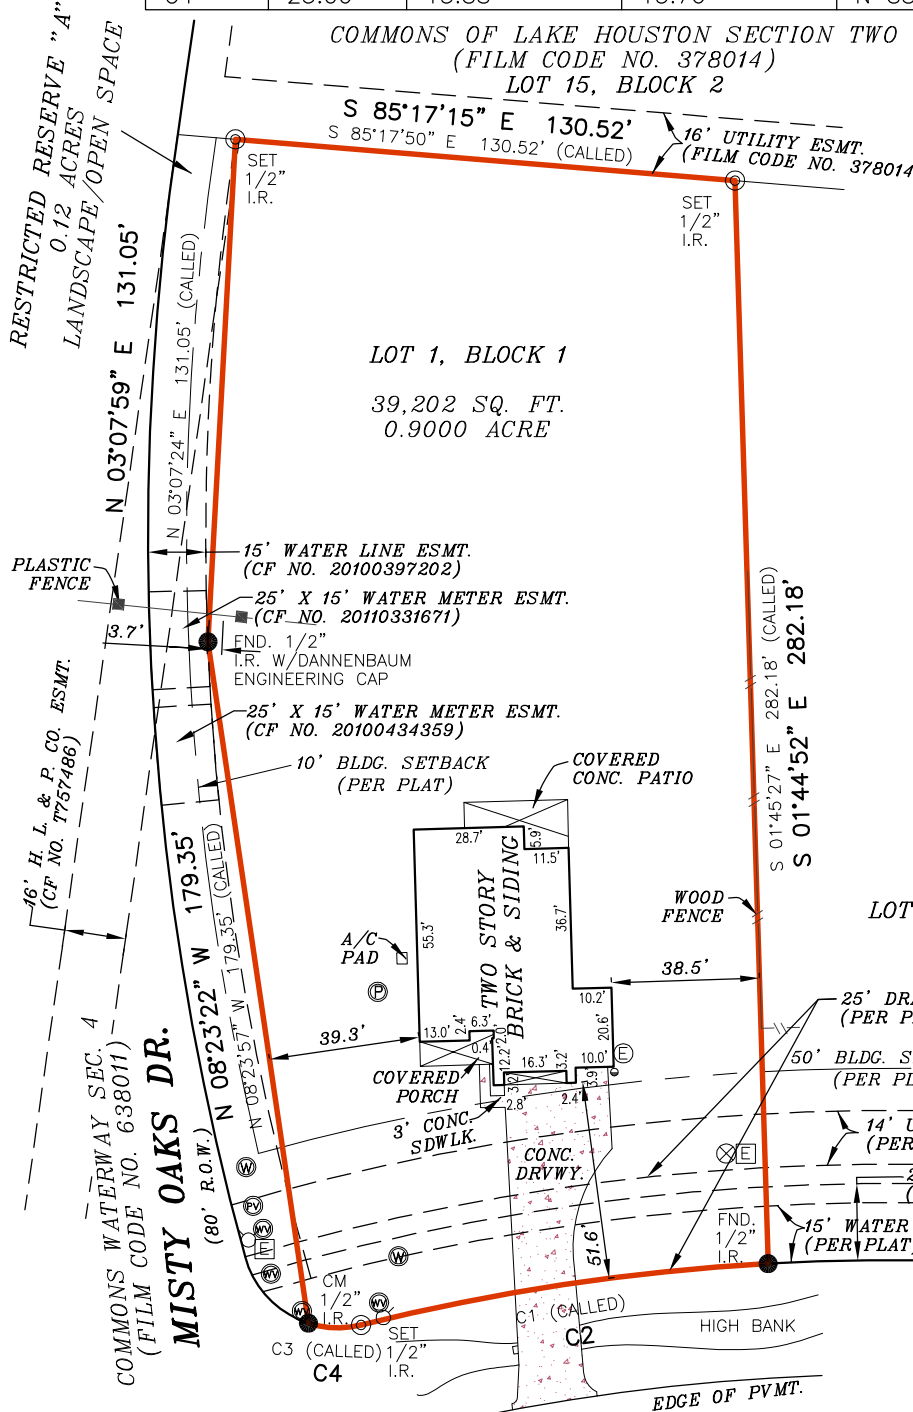 COMMONS OF LAKE HOUSTON SECTION TWO
(FILM CODE NO. 378014)
LOT 15, BLOCK 2
S 85°17'15" E 130.52'
S 85°17'50" E 130.52' (CALLED)
16' UTILITY ESMT.
(FILM CODE NO. 378014
RESTRICTED RESERVE "A"
0.12 ACRES
LANDSCAPE/OPEN SPACE
SET
1/2"
I.R.
SET
1/2"
I.R.
N 03°07'59" E 131.05'
N 03°07'24" E 131.05' (CALLED)
LOT 1, BLOCK 1
39,202 SQ. FT.
0.9000 ACRE
15' WATER LINE ESMT.
(CF NO. 20100397202)
PLASTIC
FENCE
25' X 15' WATER METER ESMT.
(CF NO. 20110331671)
3.7'
FND. 1/2"
I.R. W/DANNENBAUM
ENGINEERING CAP
25' X 15' WATER METER ESMT.
(CF NO. 20100434359)
10' BLDG. SETBACK
(PER PLAT)
S 01°45'27" E 282.18' (CALLED)
S 01°44'52" E 282.18'
16' H. L. & P. CO. ESMT.
(CF NO. T757486)
COVERED
CONC. PATIO
28.7'
5.9'
11.5'
TWO STORY
BRICK & SIDING
55.3'
36.7'
WOOD
FENCE
LOT
A/C
PAD
P
38.5'
10.2'
20.6'
25' DRA
(PER P
N 08°23'22" W 179.35'
N 08°23'57" W 179.35' (CALLED)
39.3'
13.0'
2.4'
6.3'
2.0'
0.4'
2.2'
16.3'
3.2'
10.0'
E
3.2'
2.8'
2.4'
3.9'
COVERED
PORCH
3' CONC.
SDWLK.
50' BLDG. S
(PER PL
14' U
(PER
CONC.
DRVWY.
E
51.6'
FND.
1/2"
I.R.
15' WATER
(PER PLAT
COMMONS WATERWAY SEC. 4
(FILM CODE NO. 638011)
MISTY OAKS DR.
(80' R.O.W.)
W
PV
WV
E
WV
W
WV
WV
CM
1/2"
I.R.
SET
1/2"
I.R.
C1 (CALLED)
C2
C3 (CALLED)
C4
HIGH BANK
EDGE OF PVMT.